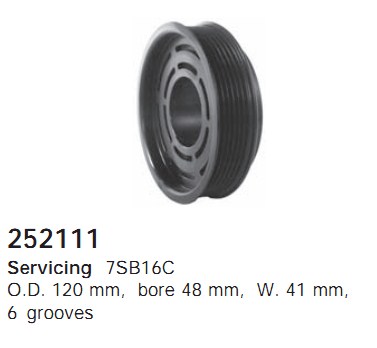 252111
Servicing 7SB16C
O.D. 120 mm, bore 48 mm, W. 41 mm,
6 grooves